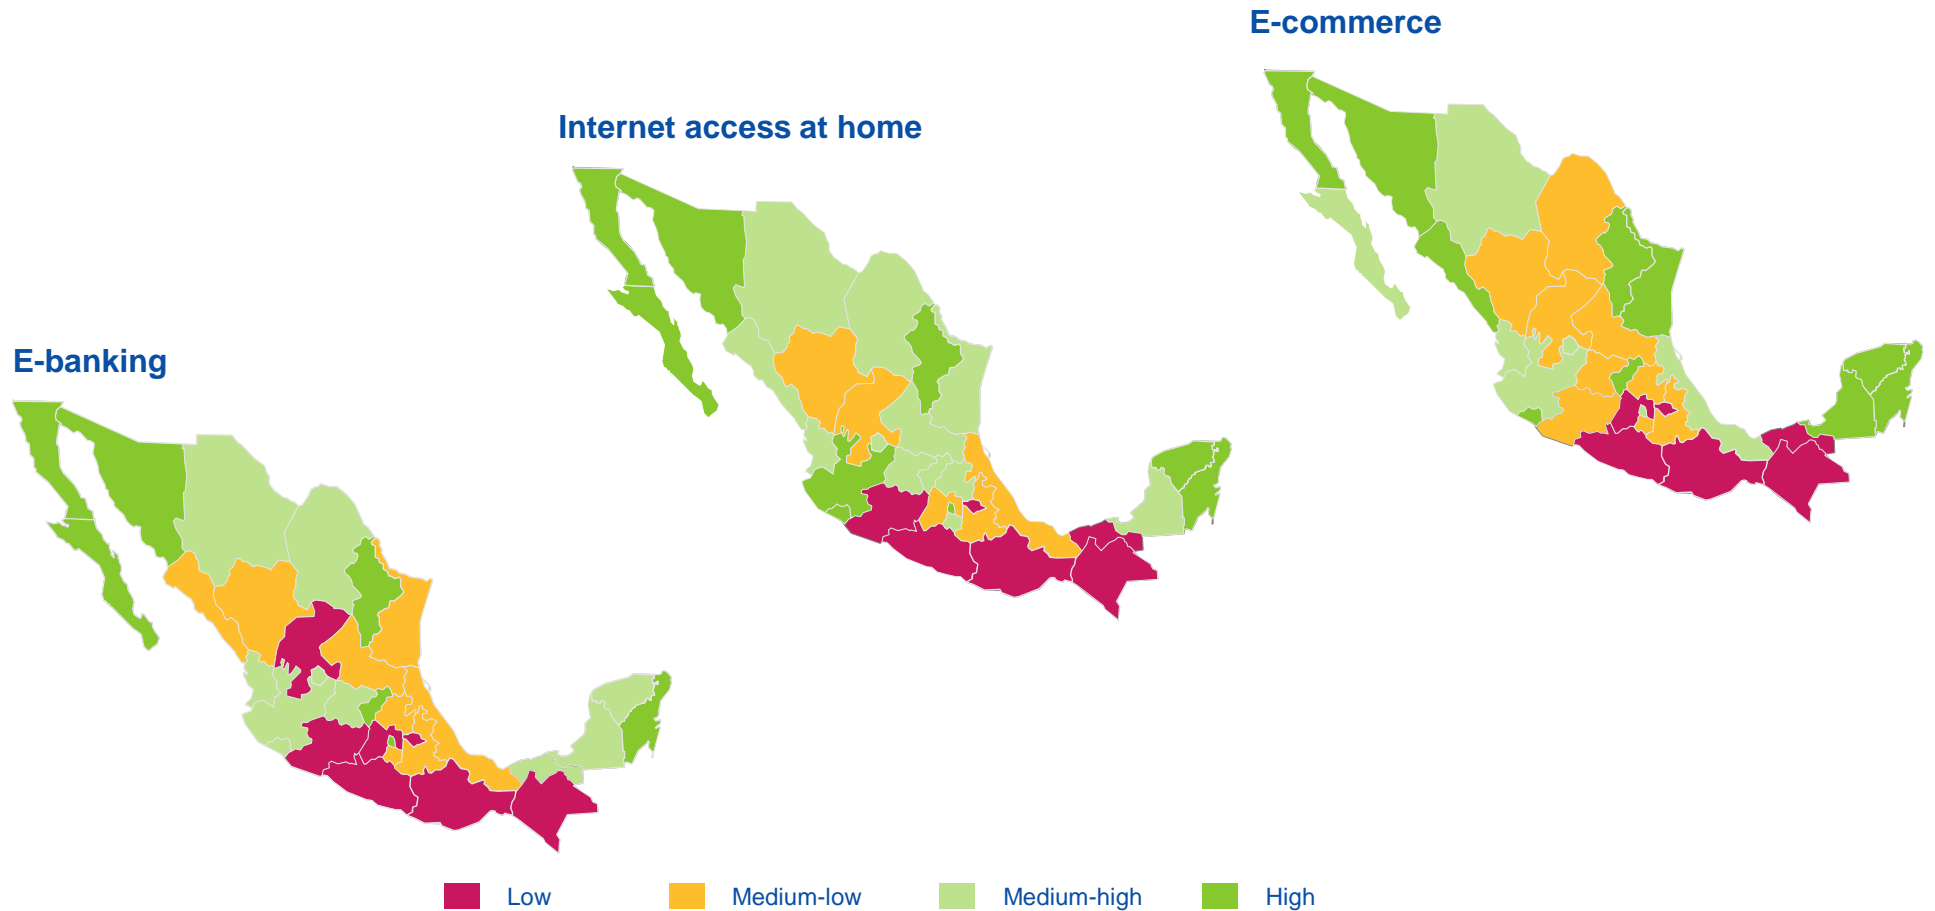 E-commerce
Internet access at home
E-banking
Low
Medium-low
Medium-high
High